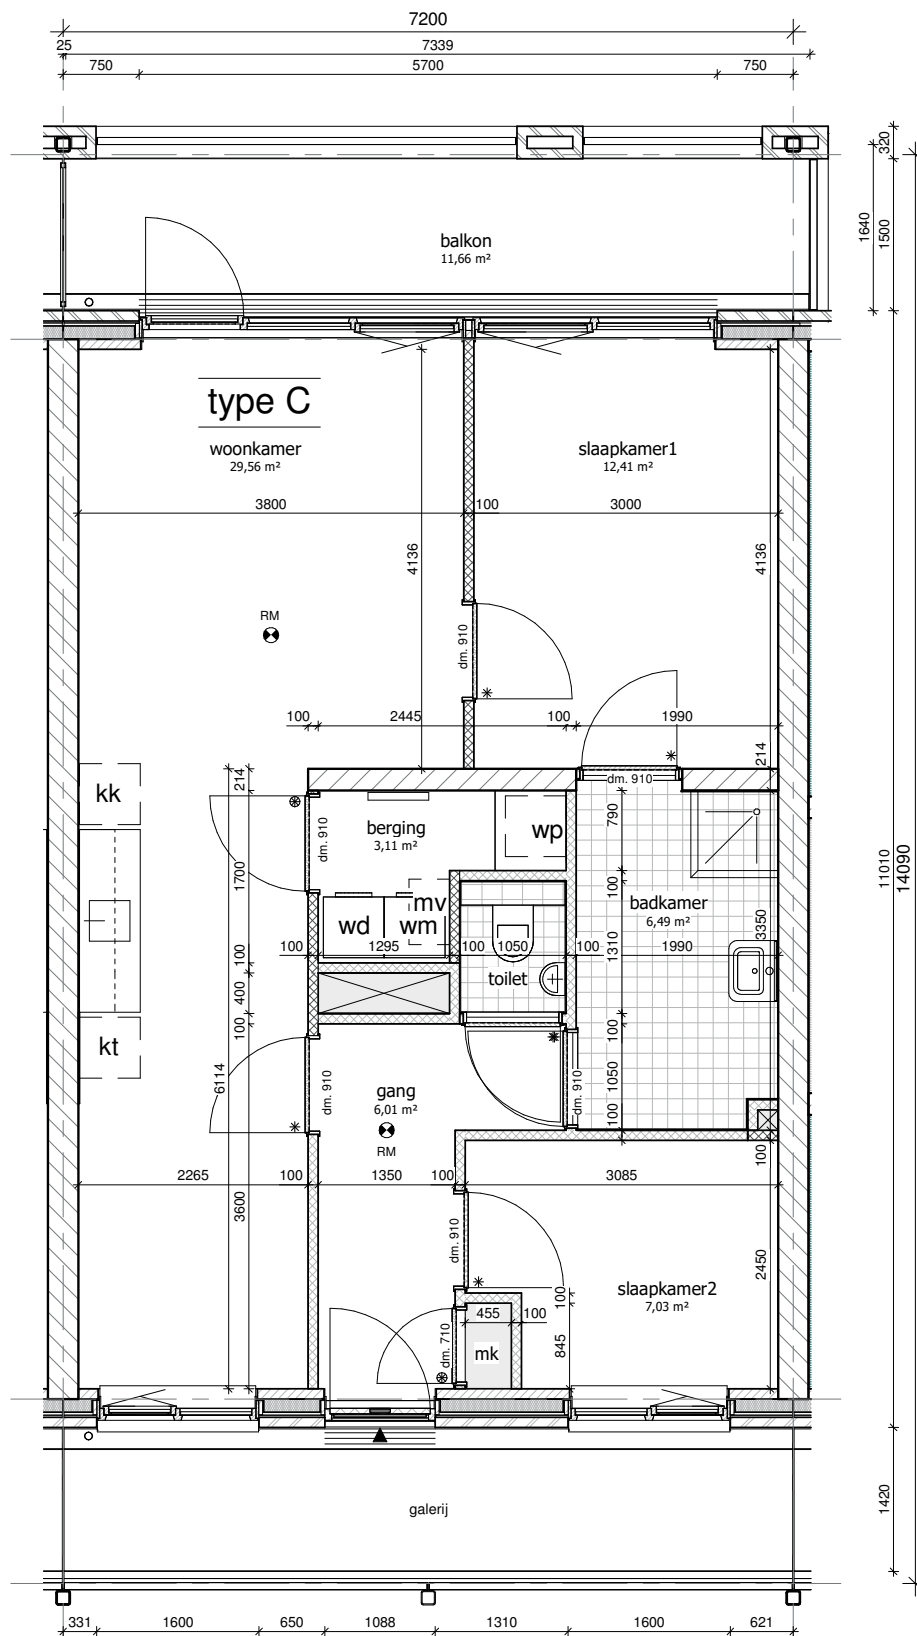 7200
25
7339
750
5700
750
320
1640
1500
balkon
11,66 m²
type C
woonkamer
29,56 m²
slaapkamer1
12,41 m²
3800
100
3000
4136
4136
RM
dm. 910
100
2445
100
1990
214
214
dm. 910
kk
berging
3,11 m²
wp
790
dm. 910
1700
11010
14090
100
mv
wd
wm
badkamer
6,49 m²
1310
3350
100
1295
100
1050
100
1990
100
toilet
400
100
100
kt
6114
dm. 910
gang
6,01 m²
RM
dm. 910
1050
100
100
2265
100
1350
100
3085
3600
dm. 910
2450
slaapkamer2
7,03 m²
100
455
100
dm. 710
mk
845
1420
galerij
331
1600
650
1088
1310
1600
621